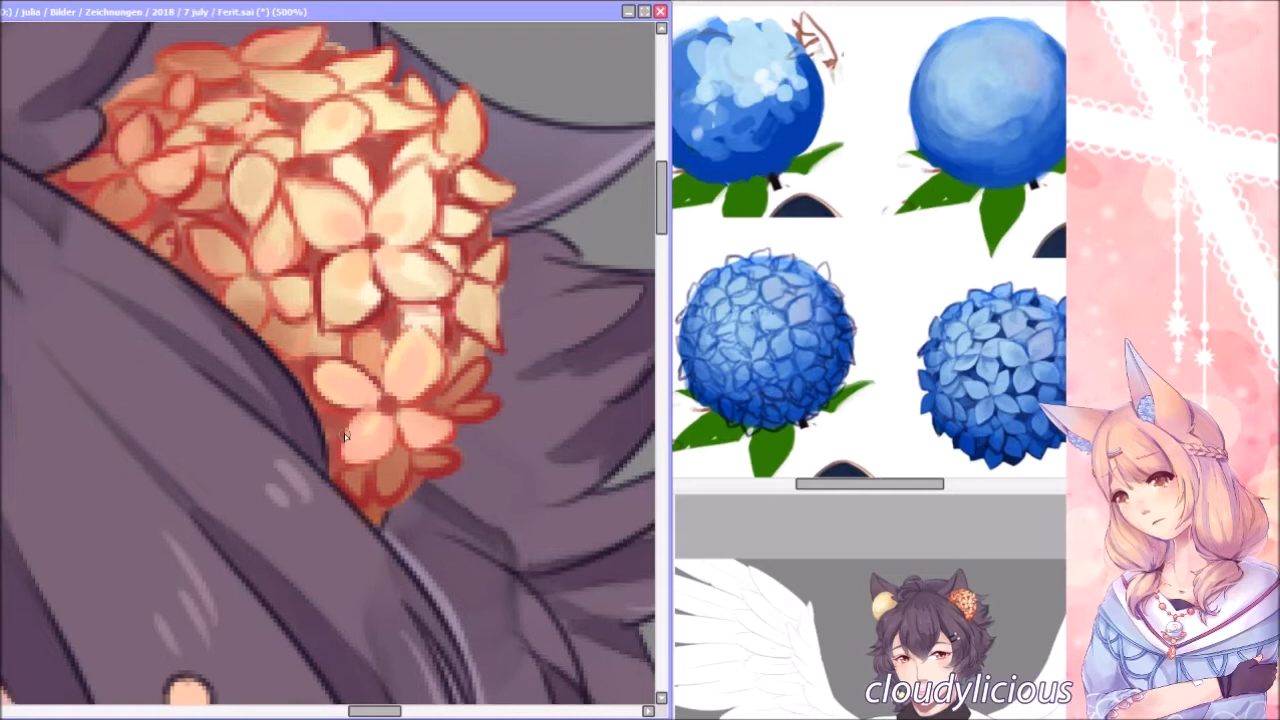 D:) / julia / Bilder / Zeichnungen / 2018 / 7 july / Ferit.sai (*) (500%)
cloudylicious